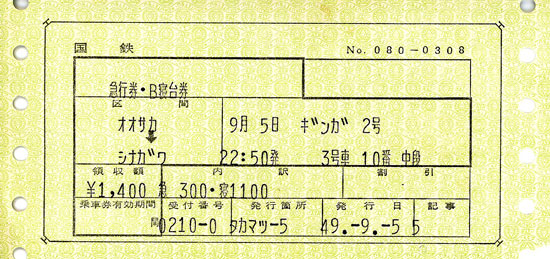 国鉄 No. 080-0308
急行券・B寝台券
区間
オオサカ 9月 5日 ギンガ 2号
シナガワ 22:50発 3号車 10番 中段
領収額 内訳 割引
¥1,400 急 300・寝1100
乗車券有効期間 受付番号 発行箇所 発行日 記事
間 0210-0 タカマツ-5 49.-9.-5 5